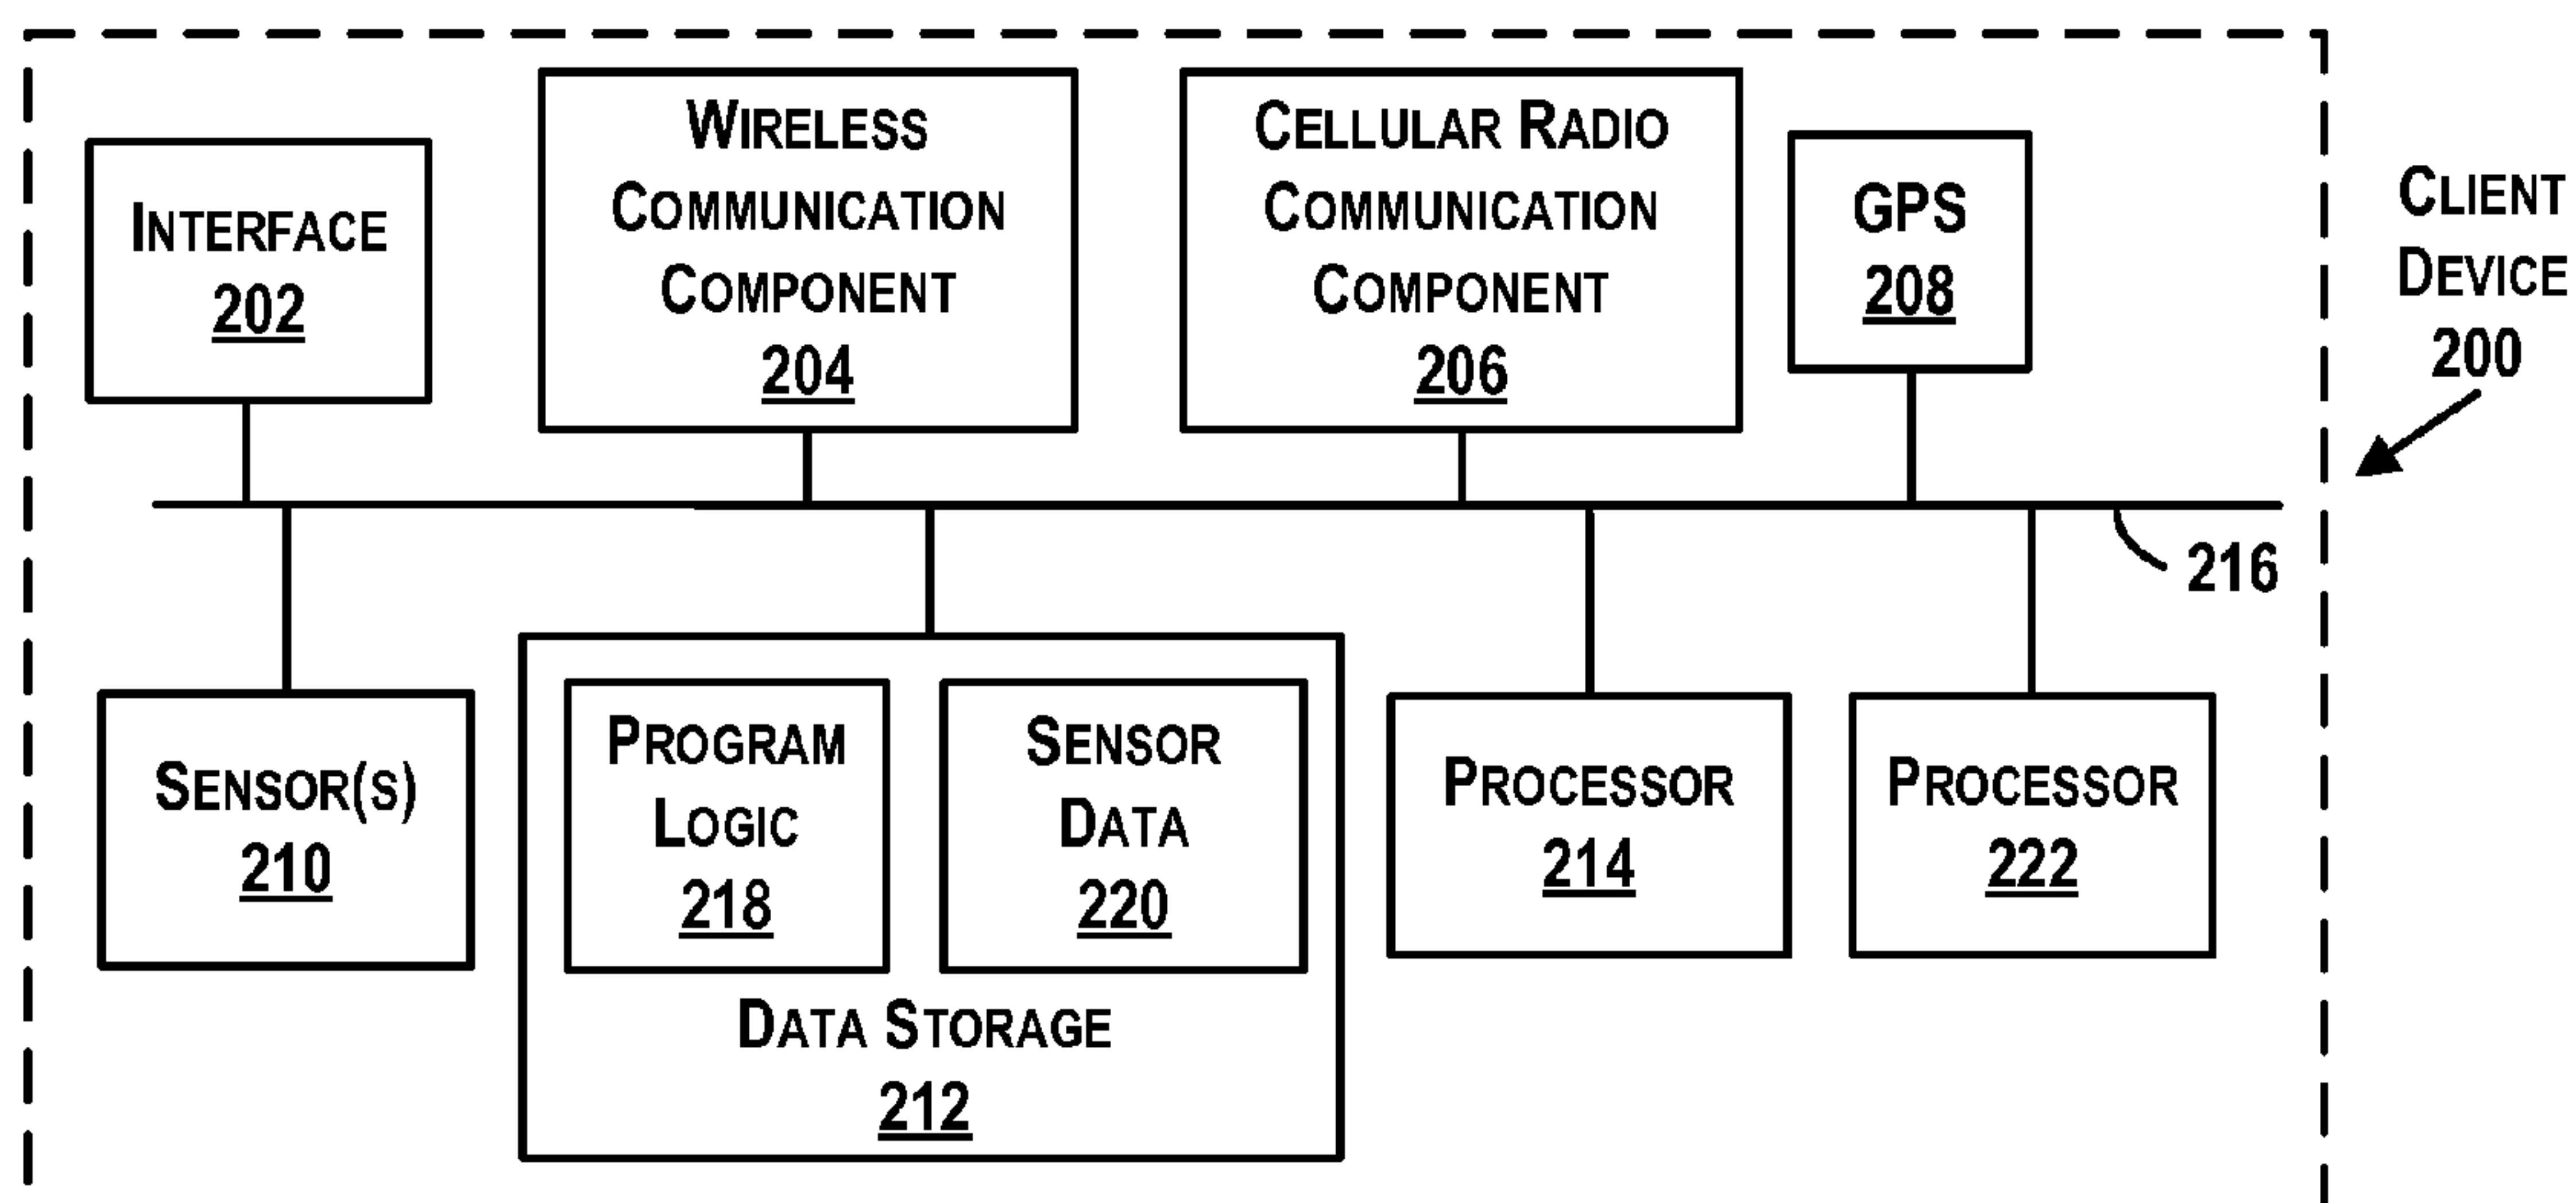 INTERFACE
202
WIRELESS
COMMUNICATION
COMPONENT
204
CELLULAR RADIO
COMMUNICATION
COMPONENT
206
GPS
208
CLIENT
DEVICE
200
216
SENSOR(S)
210
PROGRAM
LOGIC
218
SENSOR
DATA
220
DATA STORAGE
212
PROCESSOR
214
PROCESSOR
222